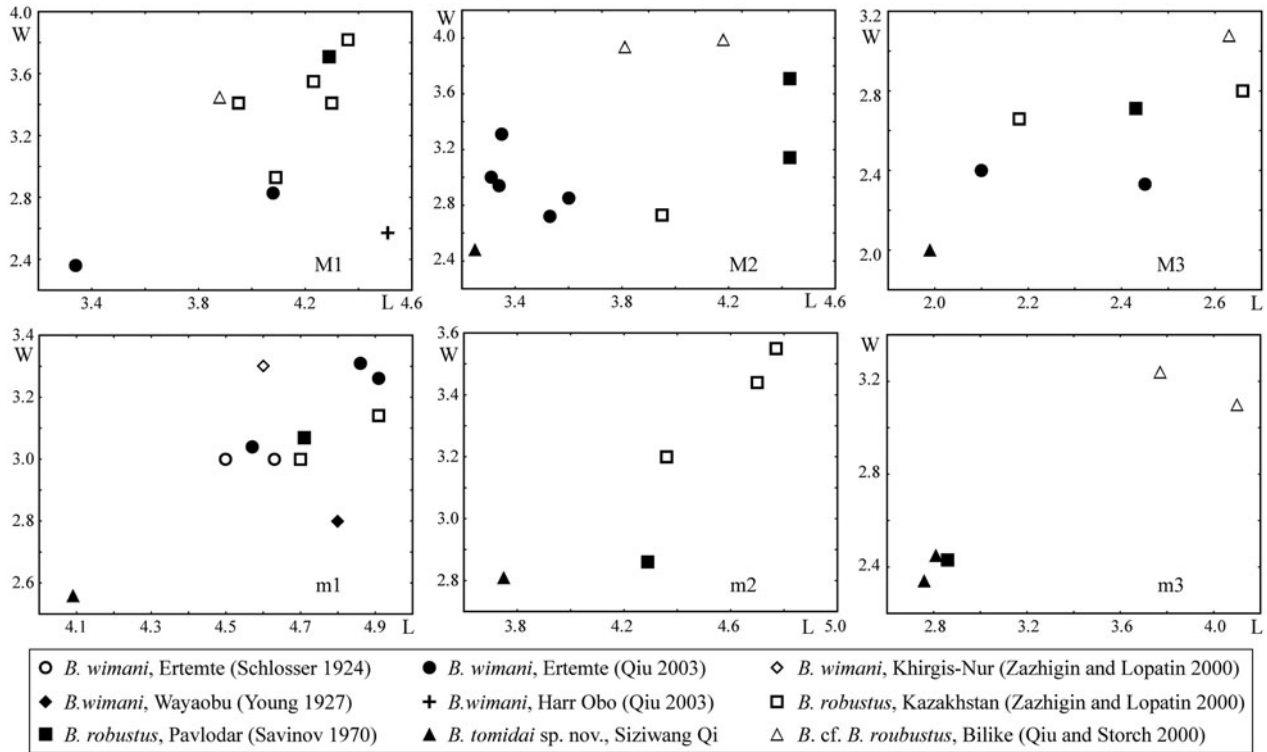 4.0
W
3.6
3.2
2.8
2.4
M1
3.4 3.8 4.2 L 4.6
W
4.0
3.6
3.2
2.8
2.4
M2
3.4 3.8 4.2 L 4.6
3.2
W
2.8
2.4
2.0
M3
2.0 2.2 2.4 L 2.6
W
3.4
3.2
3.0
2.8
2.6
m1
4.1 4.3 4.5 4.7 4.9 L
3.6
W
3.4
3.2
3.0
2.8
m2
3.8 4.2 4.6 L 5.0
W
3.2
2.8
2.4
m3
2.8 3.2 3.6 L 4.0
B. wimani, Ertemte (Schlosser 1924) B. wimani, Ertemte (Qiu 2003) B. wimani, Khirgis-Nur (Zazhigin and Lopatin 2000)
B.wimani, Wayaobu (Young 1927) B.wimani, Harr Obo (Qiu 2003) B. robustus, Kazakhstan (Zazhigin and Lopatin 2000)
B. robustus, Pavlodar (Savinov 1970) B. tomidai sp. nov., Siziwang Qi B. cf. B. roubustus, Bilike (Qiu and Storch 2000)